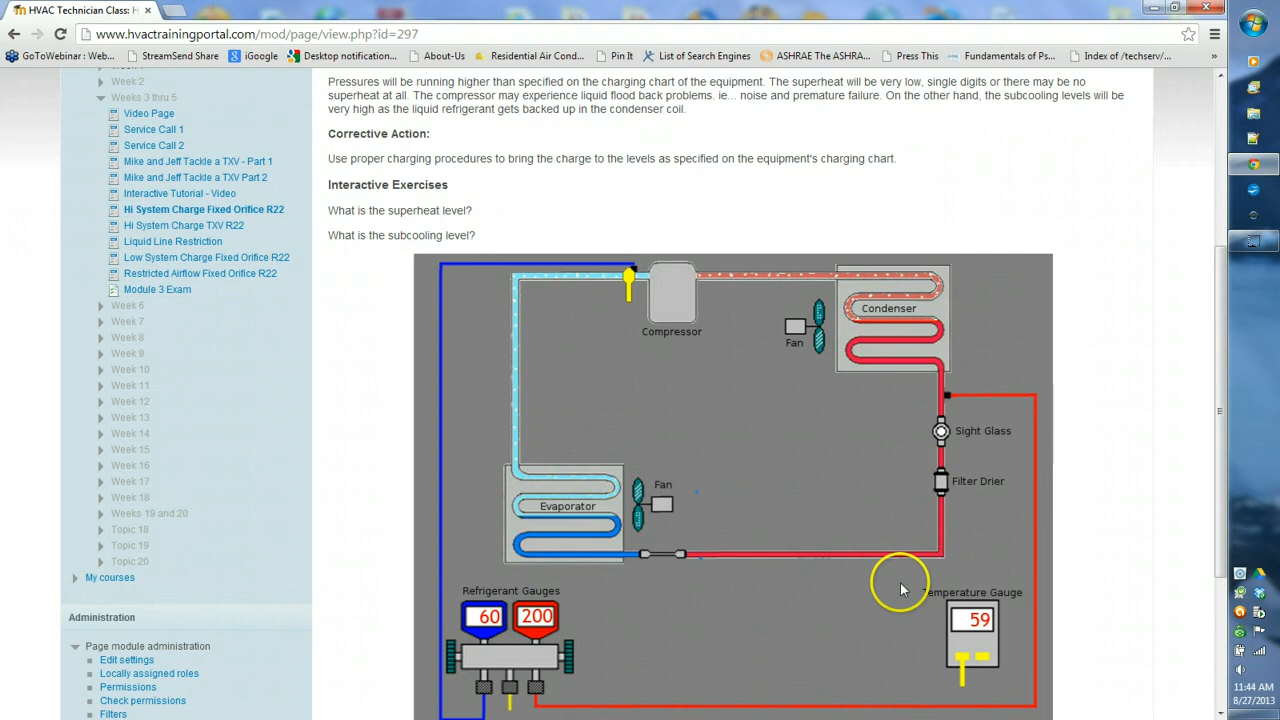 HVAC Technician Class: H
www.hvactrainingportal.com/mod/page/view.php?id=297
GoToWebinar : Web... StreamSend Share iGoogle Desktop notification... About-Us Residential Air Cond... Pin It List of Search Engines ASHRAE The ASHRA... Press This Fundamentals of Ps... Index of /techserv/... »
Week 2
Weeks 3 thru 5
Video Page
Service Call 1
Service Call 2
Mike and Jeff Tackle a TXV - Part 1
Mike and Jeff Tackle a TXV Part 2
Interactive Tutorial - Video
Hi System Charge Fixed Orifice R22
Hi System Charge TXV R22
Liquid Line Restriction
Low System Charge Fixed Orifice R22
Restricted Airflow Fixed Orifice R22
Module 3 Exam
Week 6
Week 7
Week 8
Week 9
Week 10
Week 11
Week 12
Week 13
Week 14
Week 15
Week 16
Week 17
Week 18
Weeks 19 and 20
Topic 18
Topic 19
Topic 20
My courses
Administration
Page module administration
Edit settings
Locally assigned roles
Permissions
Check permissions
Filters
Pressures will be running higher than specified on the charging chart of the equipment. The superheat will be very low, single digits or there may be no
superheat at all. The compressor may experience liquid flood back problems. ie... noise and premature failure. On the other hand, the subcooling levels will be
very high as the liquid refrigerant gets backed up in the condenser coil.
Corrective Action:
Use proper charging procedures to bring the charge to the levels as specified on the equipment's charging chart.
Interactive Exercises
What is the superheat level?
What is the subcooling level?
Compressor
Condenser
Fan
Sight Glass
Filter Drier
Fan
Evaporator
Refrigerant Gauges
60 200
Temperature Gauge
59
11:44 AM
8/27/2013